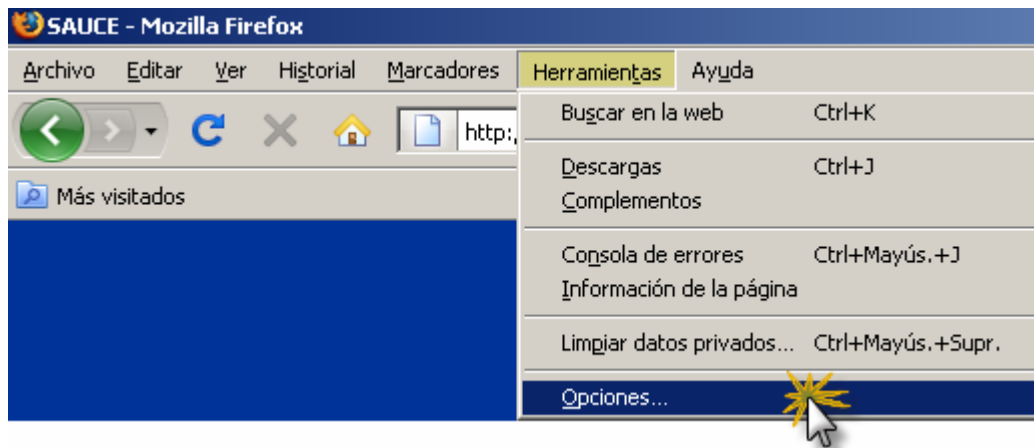 SAUCE - Mozilla Firefox
Archivo Editar Ver Historial Marcadores Herramientas Ayuda
http:
Más visitados
Buscar en la web Ctrl+K
Descargas Ctrl+J
Complementos
Consola de errores Ctrl+Mayús.+J
Información de la página
Limpiar datos privados... Ctrl+Mayús.+Supr.
Opciones...